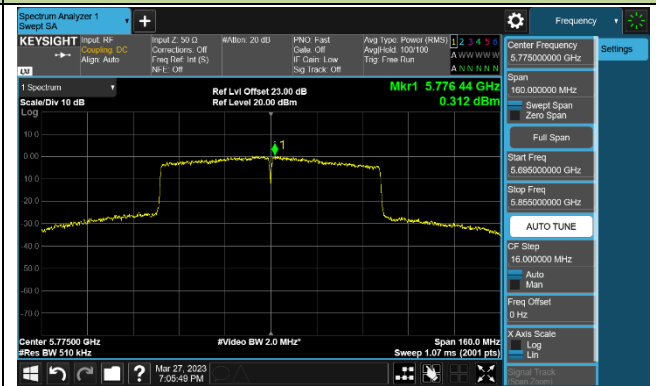 Spectrum Analyzer 1
Swept SA
Frequency
KEYSIGHT
Input: RF
Coupling: DC
Align: Auto
Input Z: 50 Ω
Corrections: Off
Freq Ref: Int (S)
NFE: Off
#Atten: 20 dB
PNO: Fast
Gate: Off
IF Gain: Low
Sig Track: Off
Avg Type: Power (RMS)
Avg|Hold: 100/100
Trig: Free Run
1 2 3 4 5 6
A W W W W W
A N N N N N
LXI
Center Frequency
5.775000000 GHz
Settings
Span
160.000000 MHz
Swept Span
Zero Span
Full Span
Start Freq
5.695000000 GHz
Stop Freq
5.855000000 GHz
AUTO TUNE
CF Step
16.000000 MHz
Auto
Man
Freq Offset
0 Hz
X Axis Scale
Log
Lin
Signal Track
(Span Zoom)
1 Spectrum
Scale/Div 10 dB
Log
Ref Lvl Offset 23.00 dB
Ref Level 20.00 dBm
Mkr1 5.776 44 GHz
0.312 dBm
1
10.0
0.00
-10.0
-20.0
-30.0
-40.0
-50.0
-60.0
-70.0
Center 5.77500 GHz
#Res BW 510 kHz
#Video BW 2.0 MHz*
Span 160.0 MHz
Sweep 1.07 ms (2001 pts)
?
Mar 27, 2023
7:05:49 PM